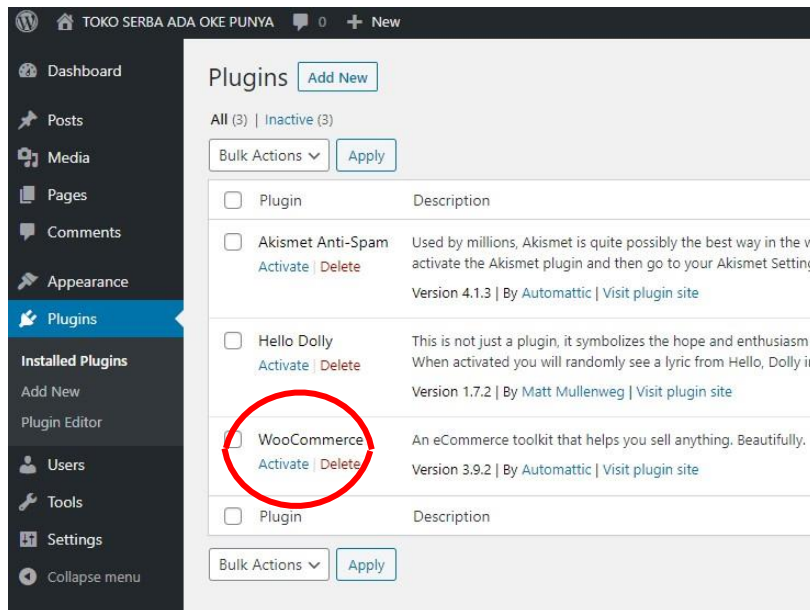 TOKO SERBA ADA OKE PUNYA 0 + New
Dashboard
Posts
Media
Pages
Comments
Appearance
Plugins
Installed Plugins
Add New
Plugin Editor
Users
Tools
Settings
Collapse menu
Plugins Add New
All (3) | Inactive (3)
Bulk Actions Apply
Plugin Description
Akismet Anti-Spam
Activate | Delete
Used by millions, Akismet is quite possibly the best way in the
activate the Akismet plugin and then go to your Akismet
Version 4.1.3 | By Automattic | Visit plugin site
Hello Dolly
Activate | Delete
This is not just a plugin, it symbolizes the hope and enthusiasm
When activated you will randomly see a lyric from Hello, Dolly
Version 1.7.2 | By Matt Mullenweg | Visit plugin site
WooCommerce
Activate | Delete
An eCommerce toolkit that helps you sell anything. Beautifully.
Version 3.9.2 | By Automattic | Visit plugin site
Plugin Description
Bulk Actions Apply